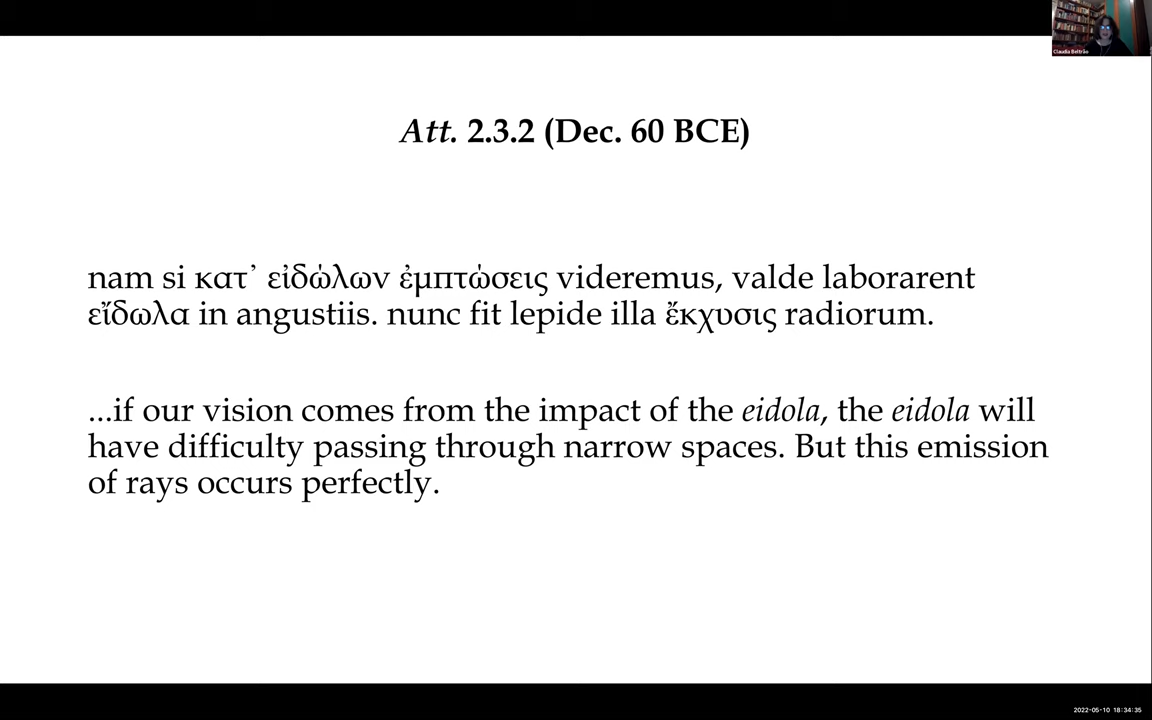 Claudia Beltrão
Att. 2.3.2 (Dec. 60 BCE)
nam si κατ᾽ εἰδώλων ἐμπτώσεις videremus, valde laborarent
εἴδωλα in angustiis. nunc fit lepide illa ἔκχυσις radiorum.
...if our vision comes from the impact of the eidola, the eidola will
have difficulty passing through narrow spaces. But this emission
of rays occurs perfectly.
2022-05-10 18:34:35